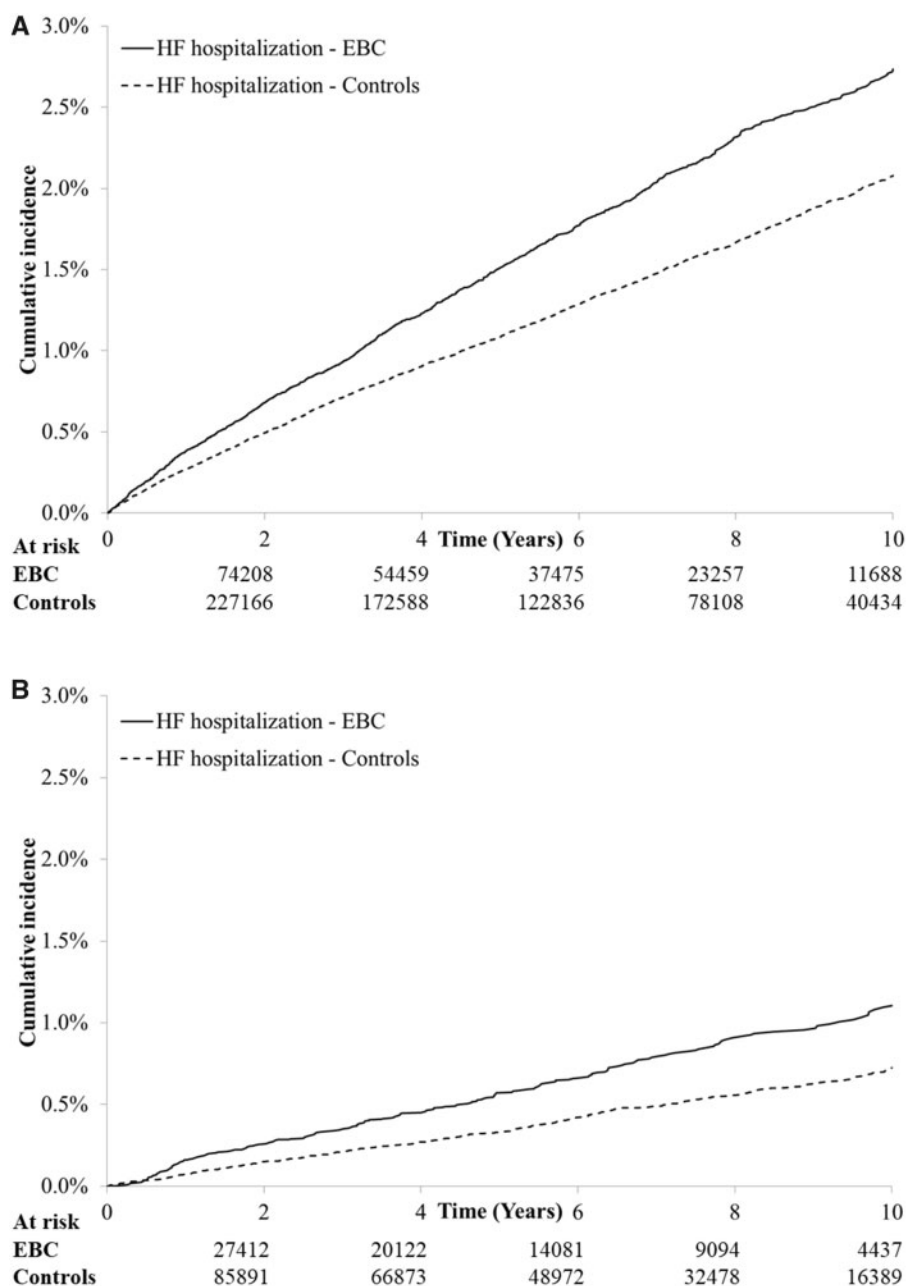 A
3.0%
HF hospitalization - EBC
HF hospitalization - Controls
2.5%
2.0%
1.5%
1.0%
0.5%
0.0%
Cumulative incidence
0 2 4 Time (Years) 6 8 10
At risk
EBC 74208 54459 37475 23257 11688
Controls 227166 172588 122836 78108 40434
B
3.0%
HF hospitalization - EBC
HF hospitalization - Controls
2.5%
2.0%
1.5%
1.0%
0.5%
0.0%
Cumulative incidence
0 2 4 Time (Years) 6 8 10
At risk
EBC 27412 20122 14081 9094 4437
Controls 85891 66873 48972 32478 16389